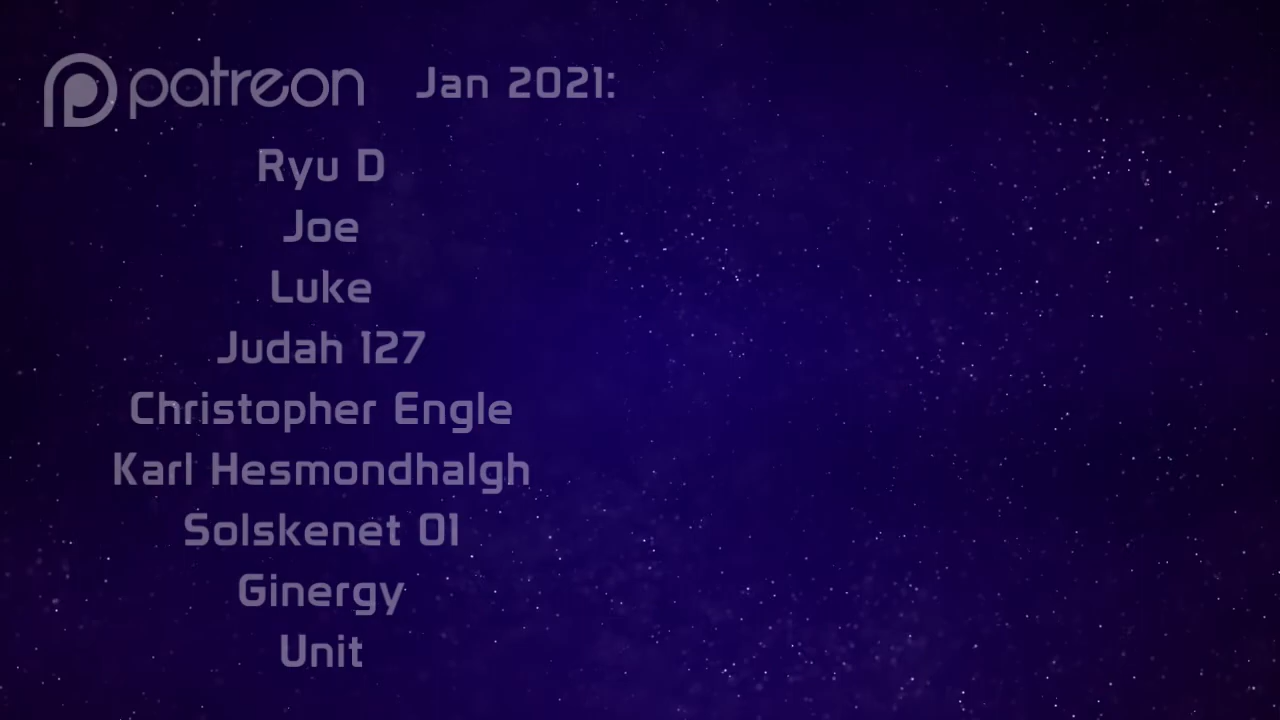 patreon Jan 2021:
Ryu D
Joe
Luke
Judah 127
Christopher Engle
Karl Hesmondhalgh
Solskenet 01
Ginergy
Unit